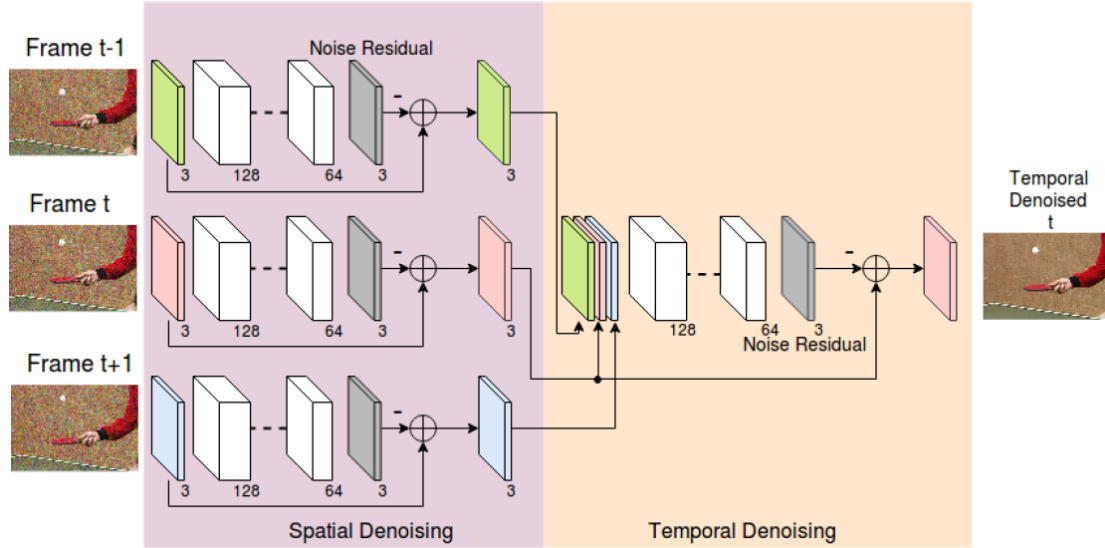 Frame t-1
Noise Residual
-
3
128
64
3
3
Frame t
-
3
128
64
3
3
Frame t+1
-
3
128
64
3
3
Spatial Denoising
-
128
64
3
Noise Residual
Temporal Denoising
Temporal
Denoised
t